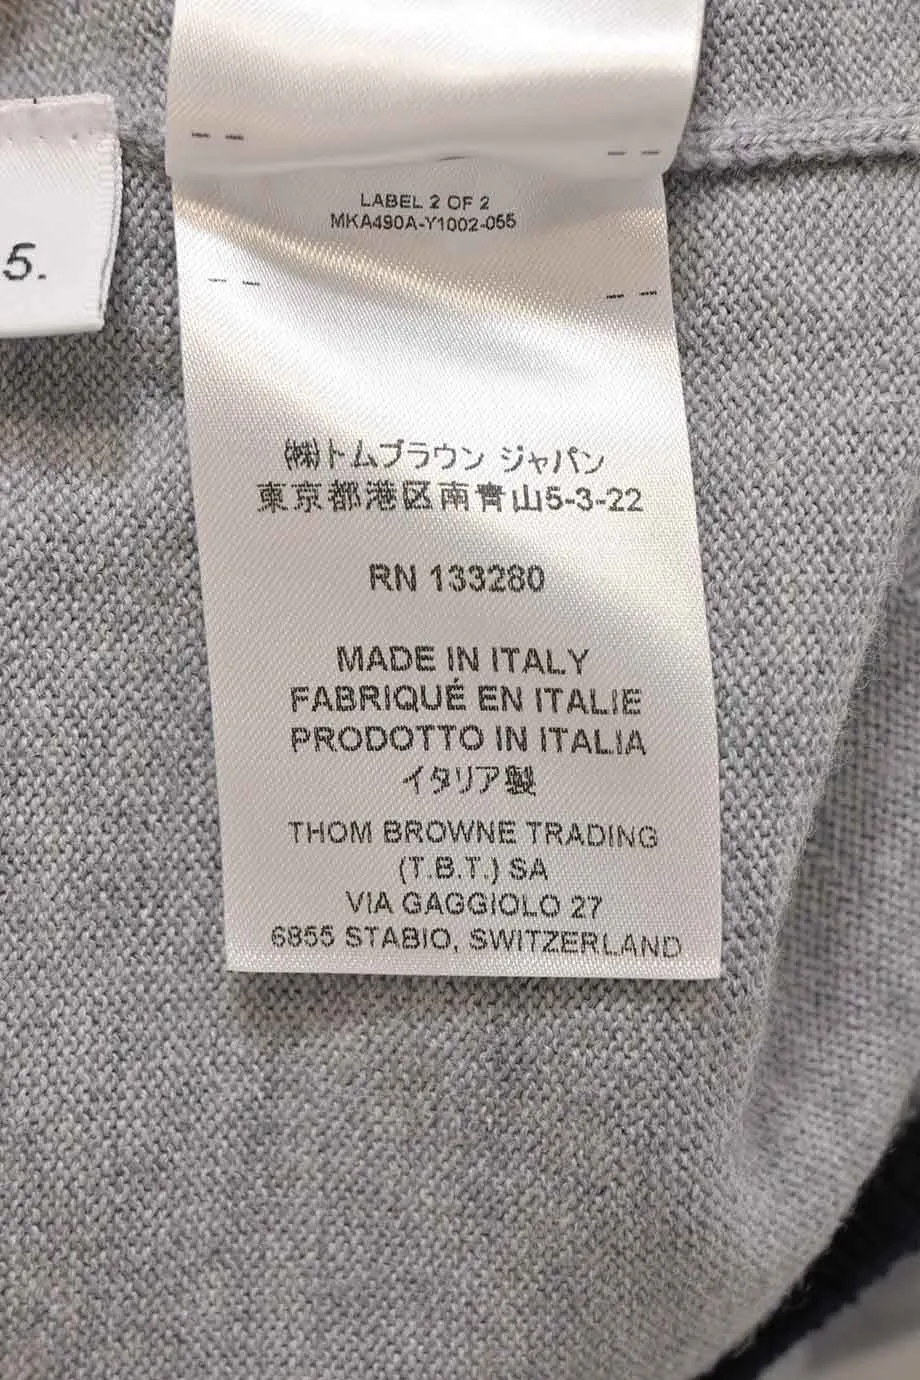 5.
LABEL 2 OF 2
MKA490A-Y1002-055
㈱トムブラウン ジャパン
東京都港区南青山5-3-22
RN 133280
MADE IN ITALY
FABRIQUÉ EN ITALIE
PRODOTTO IN ITALIA
イタリア製
THOM BROWNE TRADING
(T.B.T.) SA
VIA GAGGIOLO 27
6855 STABIO, SWITZERLAND